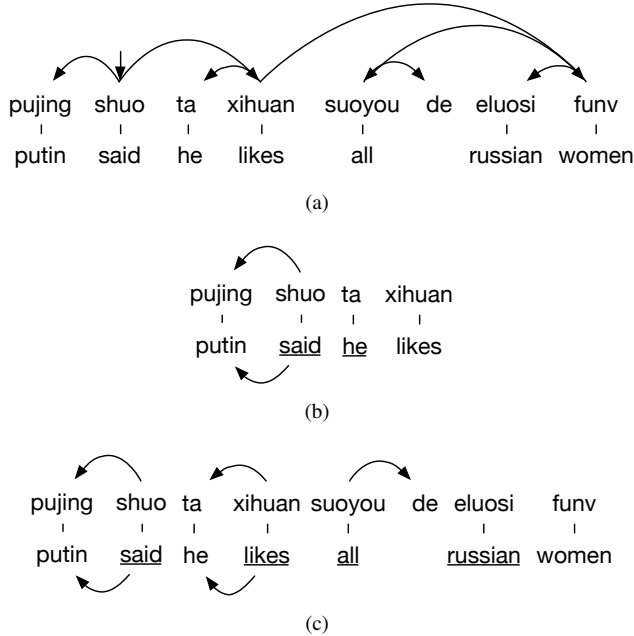 pujing shuo ta xihuan suoyou de eluosi funv
putin said he likes all russian women
(a)
pujing shuo ta xihuan
putin said he likes
(b)
pujing shuo ta xihuan suoyou de eluosi funv
putin said he likes all russian women
(c)